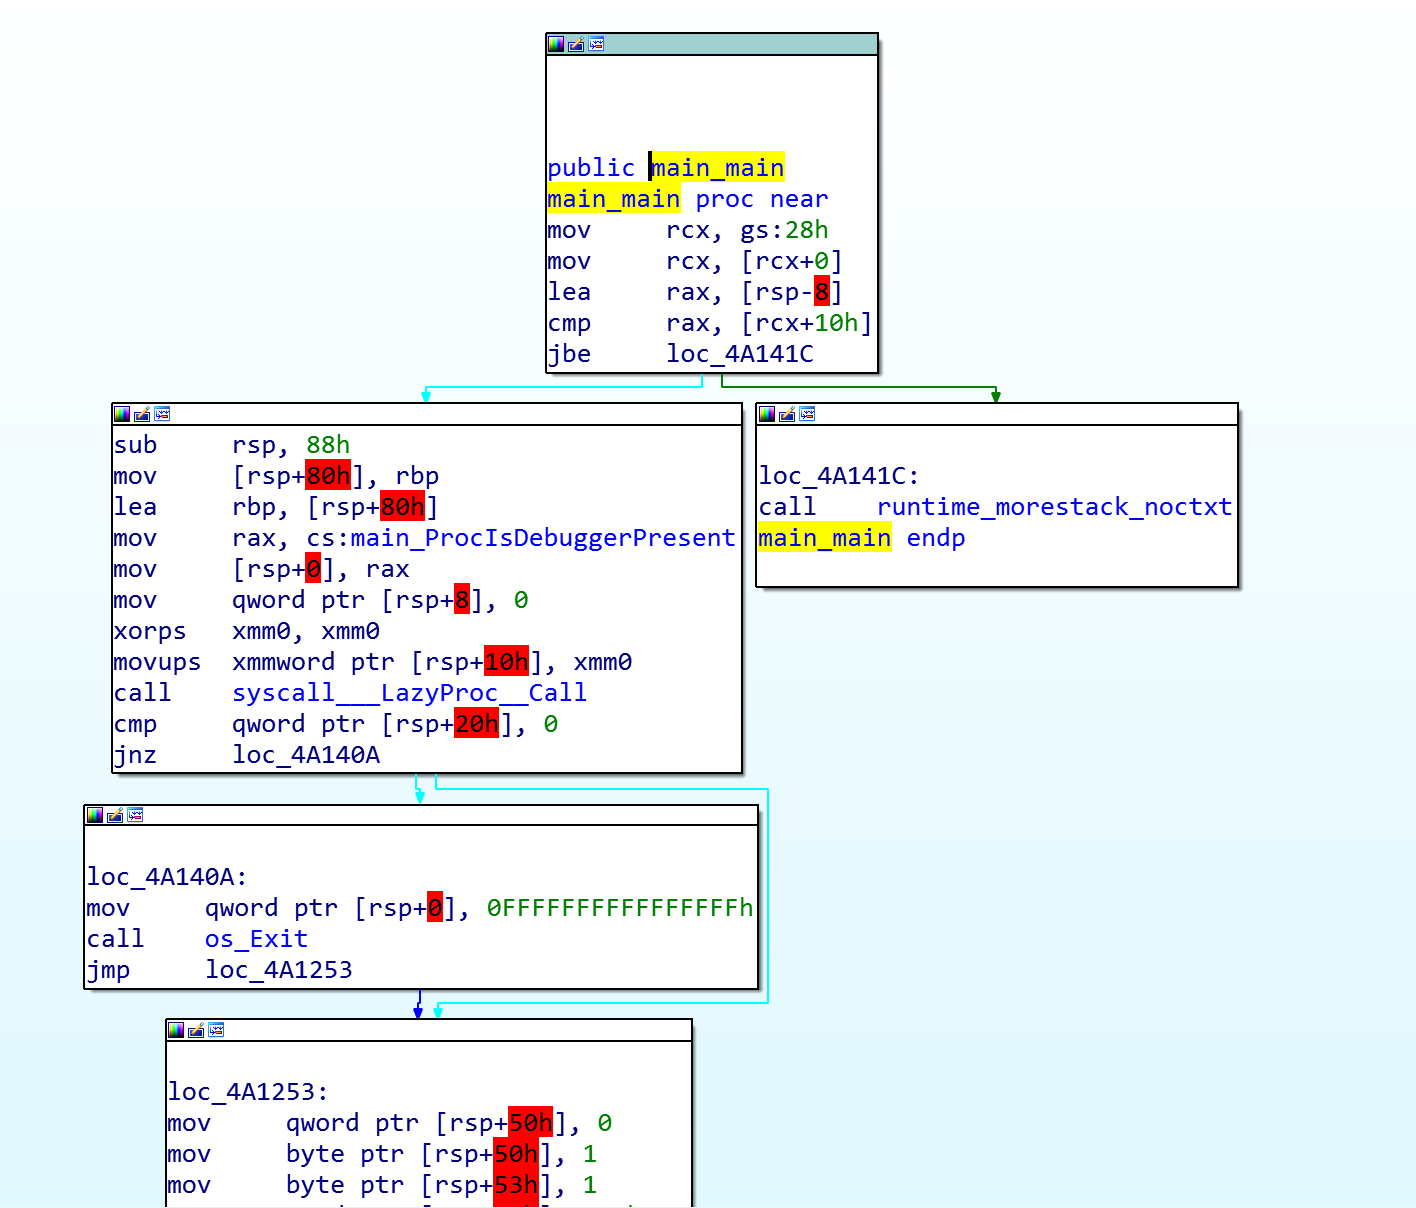 public main_main
main_main proc near
mov rcx, gs:28h
mov rcx, [rcx+0]
lea rax, [rsp-8]
cmp rax, [rcx+10h]
jbe loc_4A141C
sub rsp, 88h
mov [rsp+80h], rbp
lea rbp, [rsp+80h]
mov rax, cs:main_ProcIsDebuggerPresent
mov [rsp+0], rax
mov qword ptr [rsp+8], 0
xorps xmm0, xmm0
movups xmmword ptr [rsp+10h], xmm0
call syscall___LazyProc__Call
cmp qword ptr [rsp+20h], 0
jnz loc_4A140A
loc_4A141C:
call runtime_morestack_noctxt
main_main endp
loc_4A140A:
mov qword ptr [rsp+0], 0FFFFFFFFFFFFFFFFh
call os_Exit
jmp loc_4A1253
loc_4A1253:
mov qword ptr [rsp+50h], 0
mov byte ptr [rsp+50h], 1
mov byte ptr [rsp+53h], 1